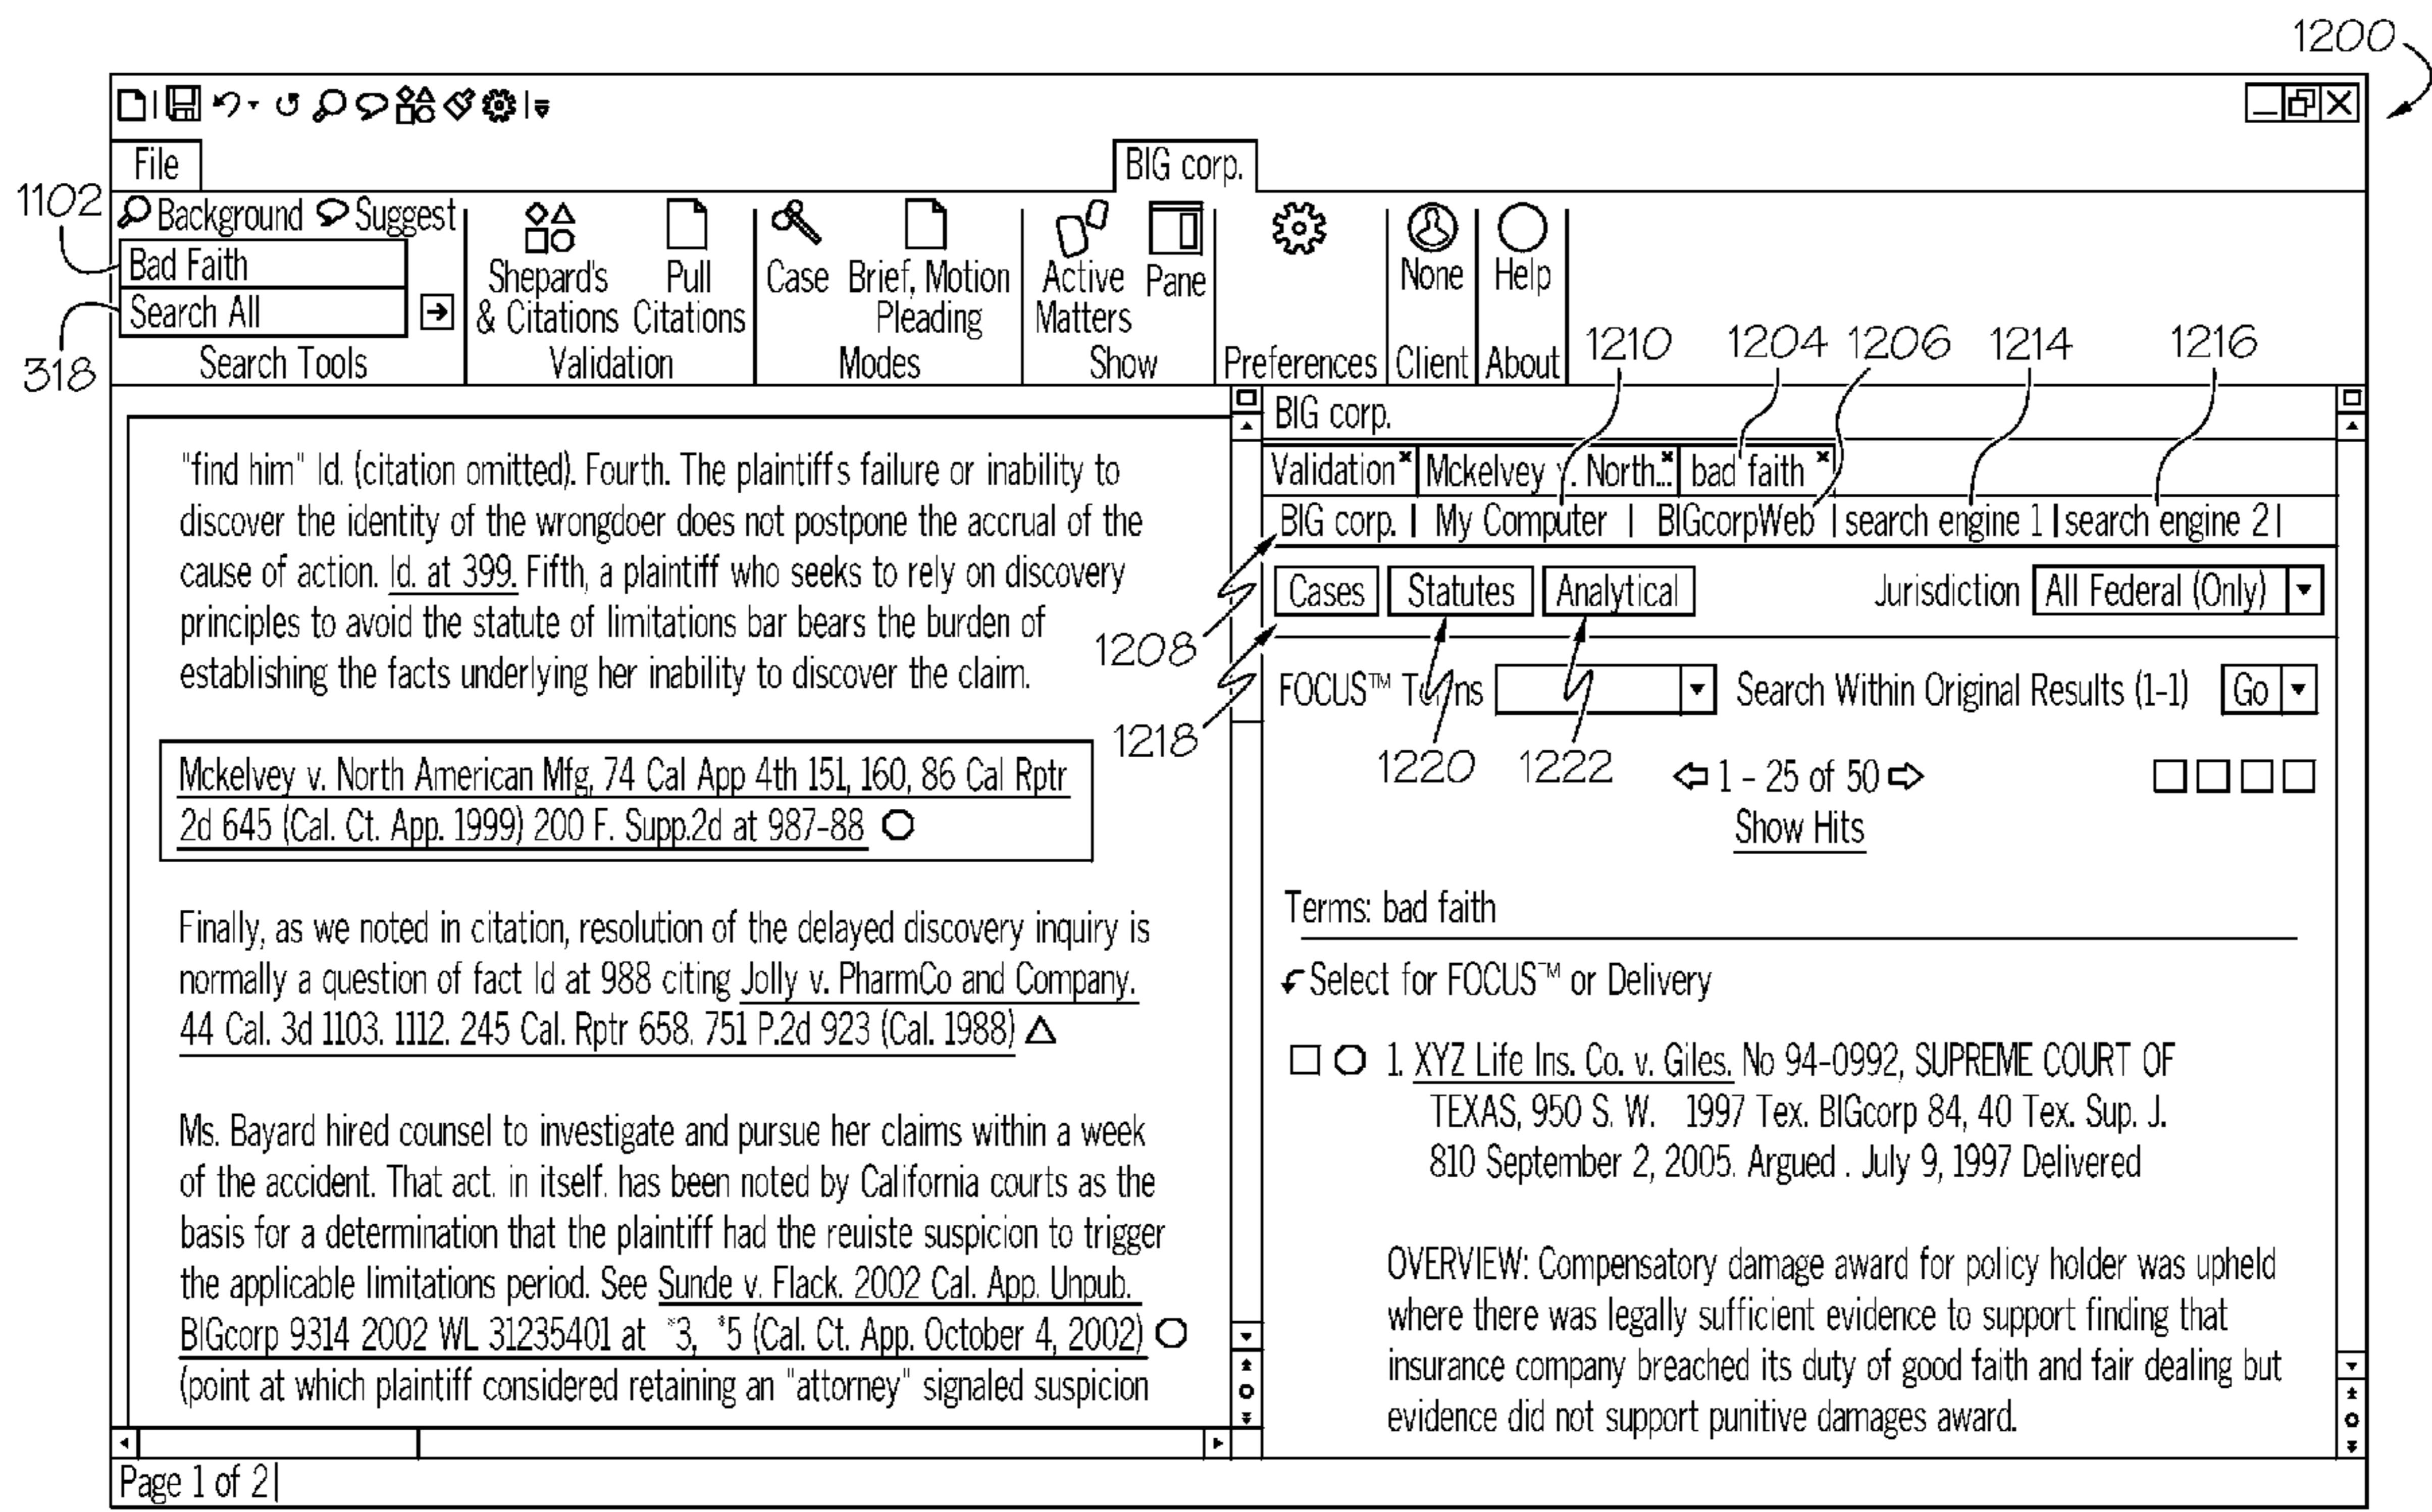 1200
File
BIG corp.
1102
Background Suggest
Bad Faith
Search All
318
Search Tools
Shepard's
& Citations
Pull
Citations
Validation
Case
Brief, Motion
Pleading
Modes
Active
Matters
Pane
Show
Preferences
None
Client
Help
About
1210 1204 1206 1214 1216
"find him" Id. (citation omitted). Fourth. The plaintiff's failure or inability to
discover the identity of the wrongdoer does not postpone the accrual of the
cause of action. Id. at 399. Fifth, a plaintiff who seeks to rely on discovery
principles to avoid the statute of limitations bar bears the burden of
establishing the facts underlying her inability to discover the claim.
Mckelvey v. North American Mfg, 74 Cal App 4th 151, 160, 86 Cal Rptr
2d 645 (Cal. Ct. App. 1999) 200 F. Supp.2d at 987-88
Finally, as we noted in citation, resolution of the delayed discovery inquiry is
normally a question of fact Id at 988 citing Jolly v. PharmCo and Company.
44 Cal. 3d 1103. 1112. 245 Cal. Rptr 658. 751 P.2d 923 (Cal. 1988)
Ms. Bayard hired counsel to investigate and pursue her claims within a week
of the accident. That act. in itself. has been noted by California courts as the
basis for a determination that the plaintiff had the reuiste suspicion to trigger
the applicable limitations period. See Sunde v. Flack. 2002 Cal. App. Unpub.
BIGcorp 9314 2002 WL 31235401 at *3, *5 (Cal. Ct. App. October 4, 2002)
(point at which plaintiff considered retaining an "attorney" signaled suspicion
Page 1 of 2
BIG corp.
Validation x Mckelvey v. North... x bad faith x
BIG corp. | My Computer | BIGcorpWeb | search engine 1 | search engine 2 |
Cases Statutes Analytical Jurisdiction All Federal (Only)
1208
FOCUS™ Terms Search Within Original Results (1-1) Go
1218
1220 1222
1 - 25 of 50
Show Hits
Terms: bad faith
Select for FOCUS™ or Delivery
1. XYZ Life Ins. Co. v. Giles. No 94-0992, SUPREME COURT OF
TEXAS, 950 S. W. 1997 Tex. BIGcorp 84, 40 Tex. Sup. J.
810 September 2, 2005. Argued . July 9, 1997 Delivered
OVERVIEW: Compensatory damage award for policy holder was upheld
where there was legally sufficient evidence to support finding that
insurance company breached its duty of good faith and fair dealing but
evidence did not support punitive damages award.